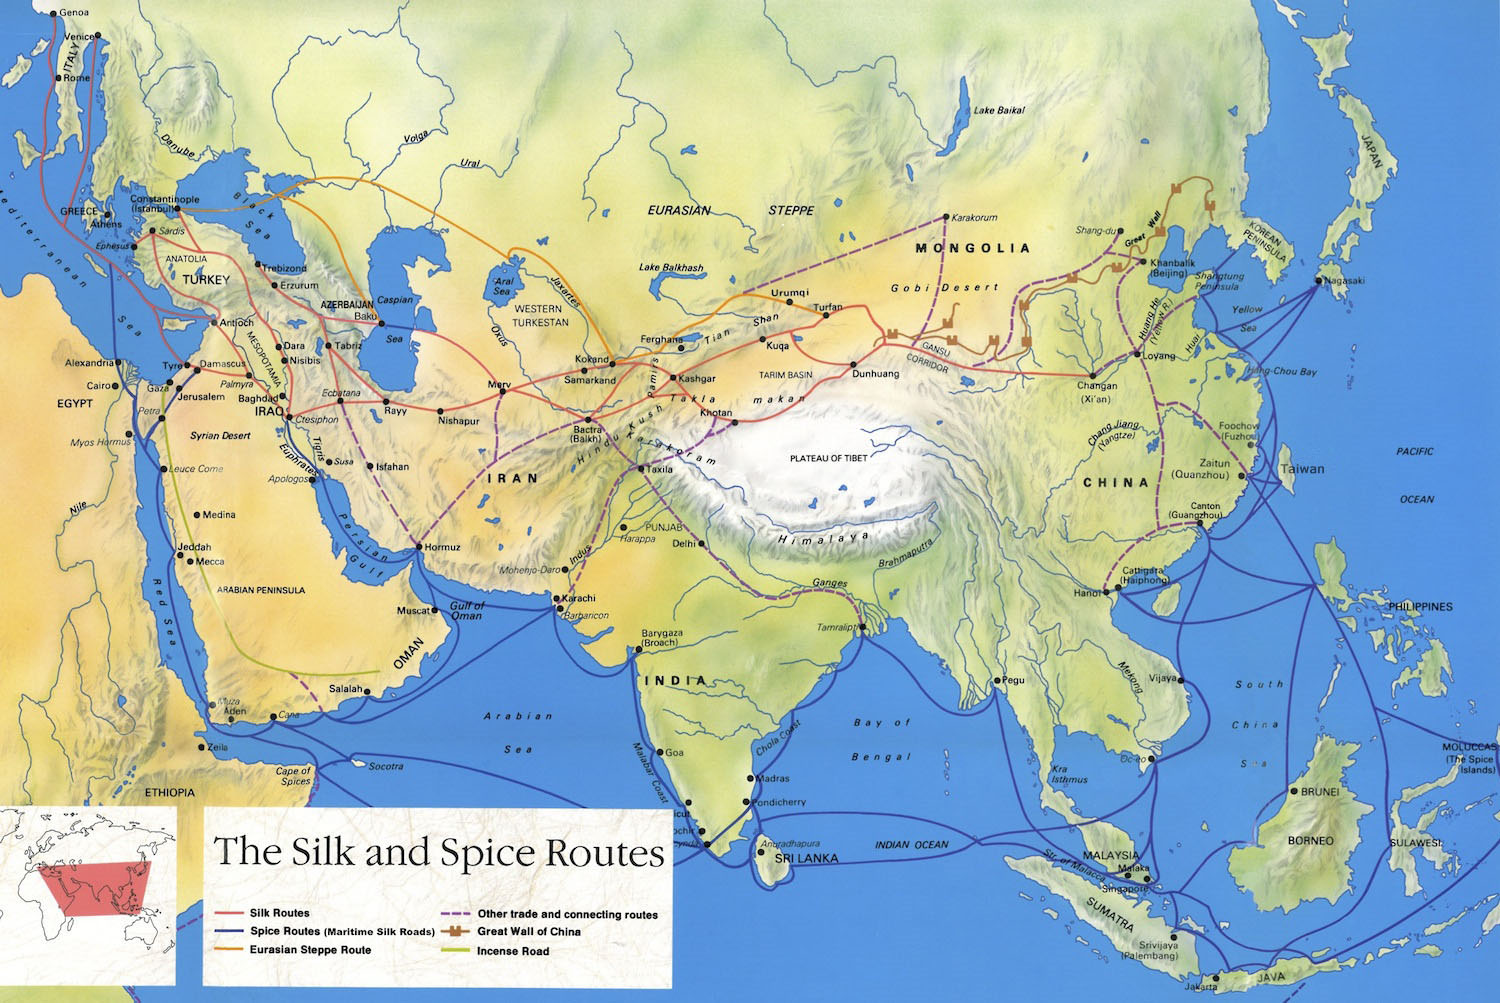 Genoa
Venice
ITALY
Rome
Danube
Volga
Ural
Lake Baikal
JAPAN
Mediterranean
Sea
GREECE
Athens
Constantinople
(Istanbul)
Black
Sea
EURASIAN STEPPE
Karakorum
Shang-du
Great Wall
KOREAN
PENINSULA
Ephesus
Sardis
ANATOLIA
TURKEY
Trebizond
Erzurum
AZERBAIJAN
Baku
Caspian
Sea
Aral
Sea
Jaxartes
Lake Balkhash
MONGOLIA
Gobi Desert
Khanbalik
(Beijing)
Shangtung
Peninsula
Nagasaki
WESTERN
TURKESTAN
Oxus
Urumqi
Turfan
Tian Shan
Huang He
(Yellow R.)
Yellow
Sea
Antioch
MESOPOTAMIA
Dara
Nisibis
Tabriz
Ferghana
Kokand
Samarkand
Kuqa
GANSU
CORRIDOR
Loyang
Huai
Alexandria
Cairo
EGYPT
Tyre
Damascus
Palmyra
Gaza
Jerusalem
Petra
Baghdad
IRAQ
Ctesiphon
Ecbatana
Rayy
Nishapur
Merv
Pamirs
Kashgar
TARIM BASIN
Dunhuang
Takla makan
Khotan
Changan
(Xi'an)
Hang-Chou Bay
Myos Hormus
Syrian Desert
Leuce Come
Tigris
Euphrates
Susa
Apologos
Isfahan
IRAN
Bactra
(Balkh)
Hindu Kush
Karakoram
Taxila
PLATEAU OF TIBET
Chang Jiang
(Yangtze)
CHINA
Foochow
(Fuzhou)
Zaitun
(Quanzhou)
Taiwan
PACIFIC
OCEAN
Nile
Medina
Jeddah
Mecca
Red Sea
ARABIAN PENINSULA
Persian
Gulf
Hormuz
Muscat
Gulf of
Oman
OMAN
PUNJAB
Harappa
Indus
Mohenjo-Daro
Delhi
Himalaya
Brahmaputra
Ganges
Canton
(Guangzhou)
Cattigara
(Haiphong)
Hanoi
Karachi
Barbaricon
Barygaza
(Broach)
Tamralipti
PHILIPPINES
INDIA
Salalah
Muza
Aden
Cana
Zeila
Cape of
Spices
Socotra
ETHIOPIA
Arabian
Sea
Goa
Malabar Coast
Chola Coast
Madras
Pondicherry
Bay of
Bengal
Pegu
Mekong
Vijaya
Oc-eo
Kra
Isthmus
South
China
Sea
MOLUCCAS
(The Spice
Islands)
BRUNEI
BORNEO
SULAWESI
Anuradhapura
SRI LANKA
INDIAN OCEAN
MALAYSIA
Malaka
Singapore
Str. of Malacca
SUMATRA
Srivijaya
(Palembang)
Jakarta
JAVA
The Silk and Spice Routes
Silk Routes
Spice Routes (Maritime Silk Roads)
Eurasian Steppe Route
Other trade and connecting routes
Great Wall of China
Incense Road